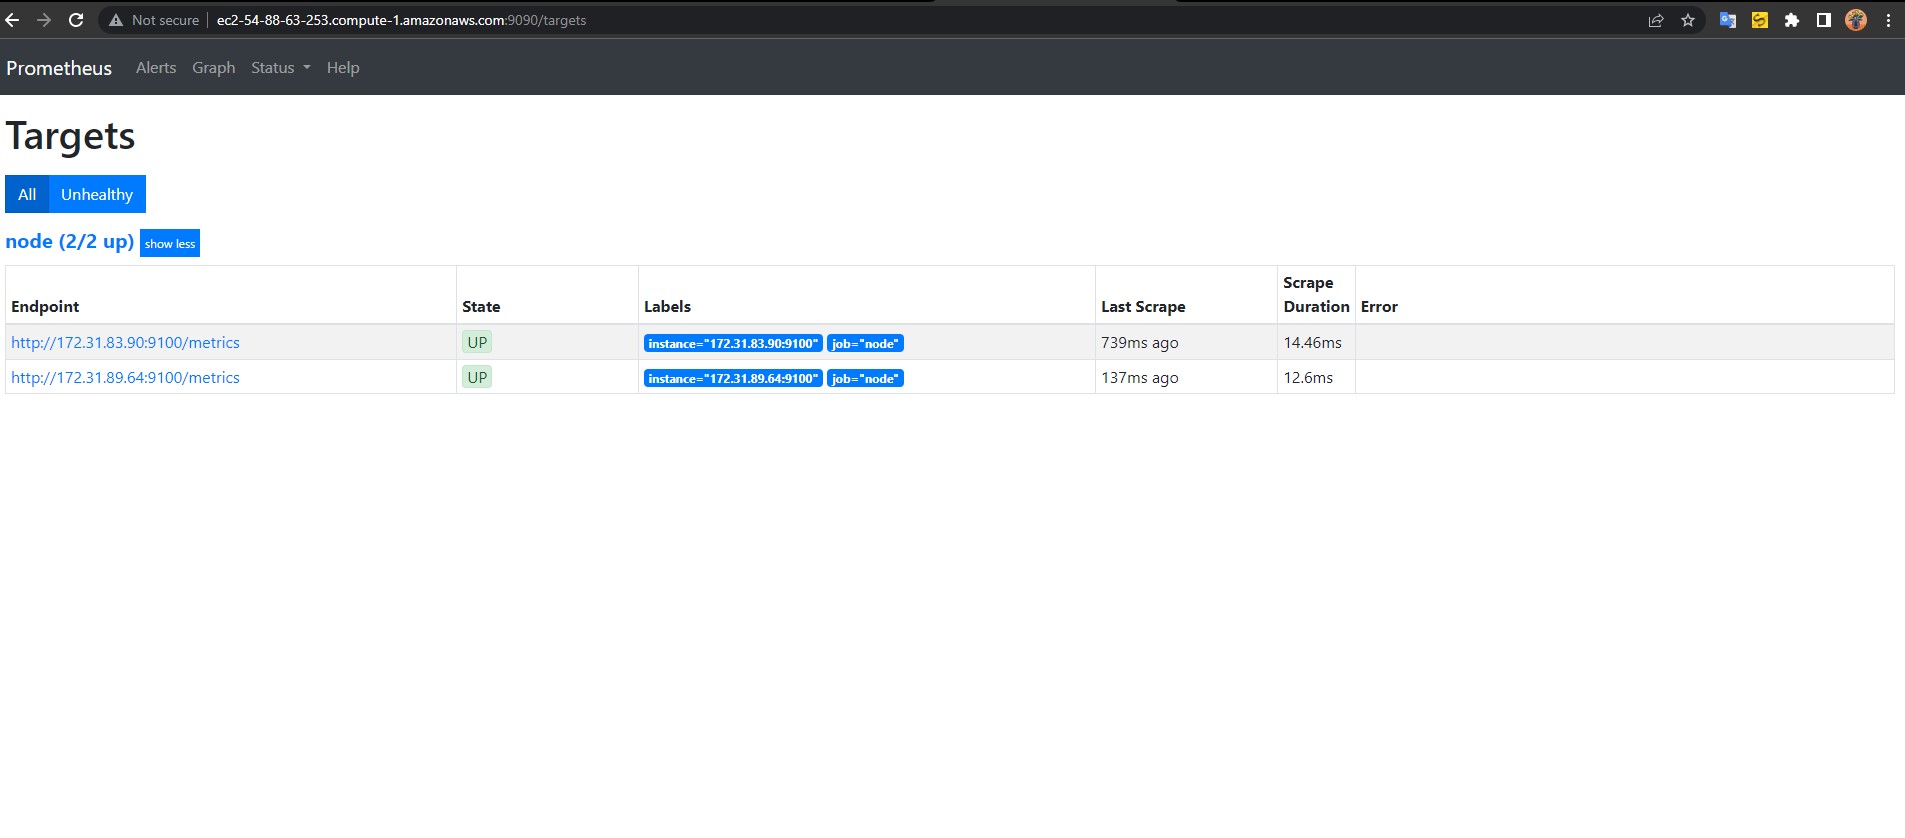 Not secure ec2-54-88-63-253.compute-1.amazonaws.com:9090/targets
Prometheus Alerts Graph Status Help
Targets
All Unhealthy
node (2/2 up) show less
Endpoint State Labels Last Scrape Scrape Duration Error
http://172.31.83.90:9100/metrics UP instance="172.31.83.90:9100" job="node" 739ms ago 14.46ms
http://172.31.89.64:9100/metrics UP instance="172.31.89.64:9100" job="node" 137ms ago 12.6ms